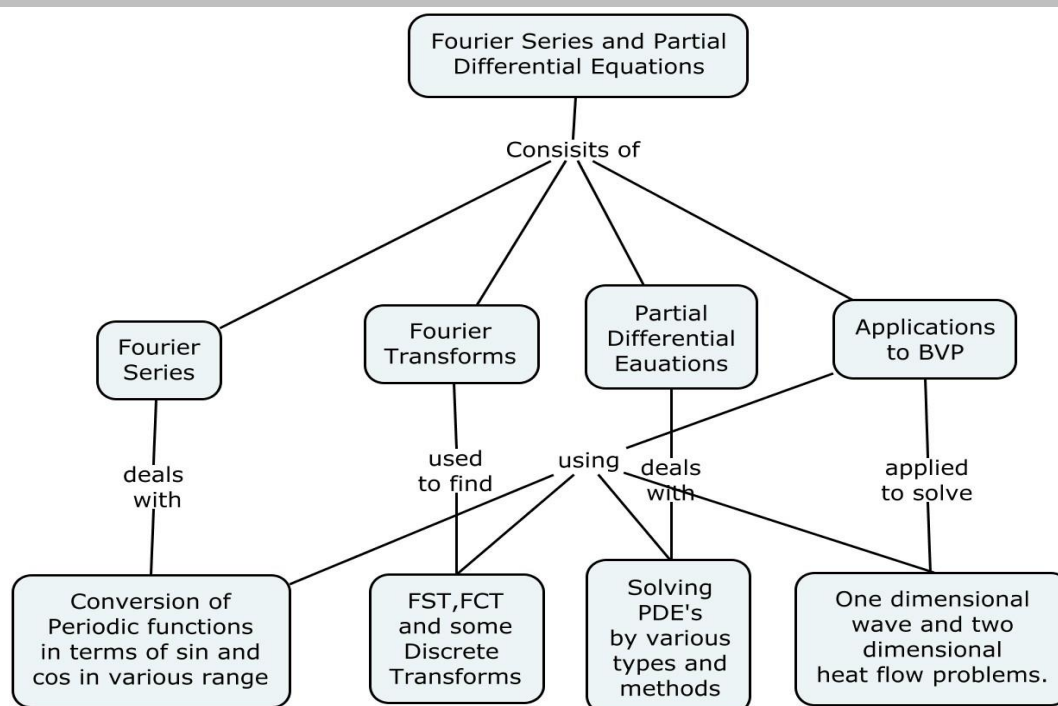 Fourier Series and Partial
Differential Equations
Consisits of
Fourier
Series
Fourier
Transforms
Partial
Differential
Eauations
Applications
to BVP
deals
with
used
to find
using
deals
with
applied
to solve
Conversion of
Periodic functions
in terms of sin and
cos in various range
FST,FCT
and some
Discrete
Transforms
Solving
PDE's
by various
types and
methods
One dimensional
wave and two
dimensional
heat flow problems.